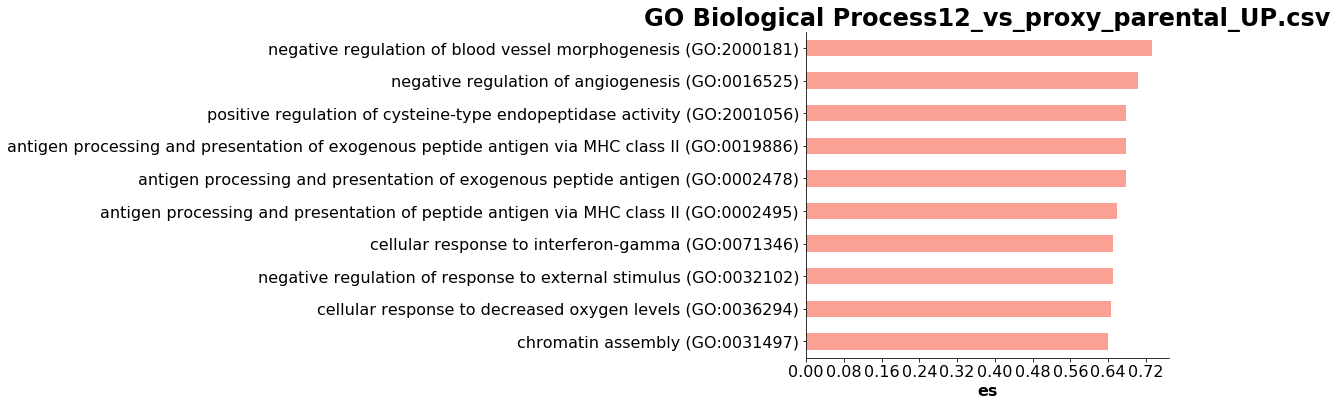 GO Biological Process12_vs_proxy_parental_UP.csv
negative regulation of blood vessel morphogenesis (GO:2000181)
negative regulation of angiogenesis (GO:0016525)
positive regulation of cysteine-type endopeptidase activity (GO:2001056)
antigen processing and presentation of exogenous peptide antigen via MHC class II (GO:0019886)
antigen processing and presentation of exogenous peptide antigen (GO:0002478)
antigen processing and presentation of peptide antigen via MHC class II (GO:0002495)
cellular response to interferon-gamma (GO:0071346)
negative regulation of response to external stimulus (GO:0032102)
cellular response to decreased oxygen levels (GO:0036294)
chromatin assembly (GO:0031497)
0.00 0.08 0.16 0.24 0.32 0.40 0.48 0.56 0.64 0.72
es